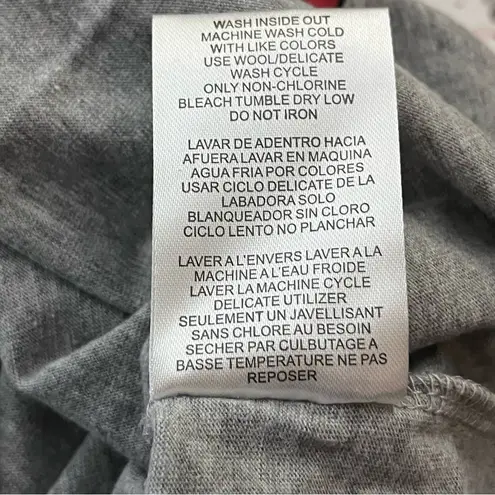 WASH INSIDE OUT
MACHINE WASH COLD
WITH LIKE COLORS
USE WOOL/DELICATE
WASH CYCLE
ONLY NON-CHLORINE
BLEACH TUMBLE DRY LOW
DO NOT IRON
LAVAR DE ADENTRO HACIA
AFUERA LAVAR EN MAQUINA
AGUA FRIA POR COLORES
USAR CICLO DELICATE DE LA
LABADORA SOLO
BLANQUEADOR SIN CLORO
CICLO LENTO NO PLANCHAR
LAVER A L'ENVERS LAVER A LA
MACHINE A L'EAU FROIDE
LAVER LA MACHINE CYCLE
DELICATE UTILIZER
SEULEMENT UN JAVELLISANT
SANS CHLORE AU BESOIN
SECHER PAR CULBUTAGE A
BASSE TEMPERATURE NE PAS
REPOSER